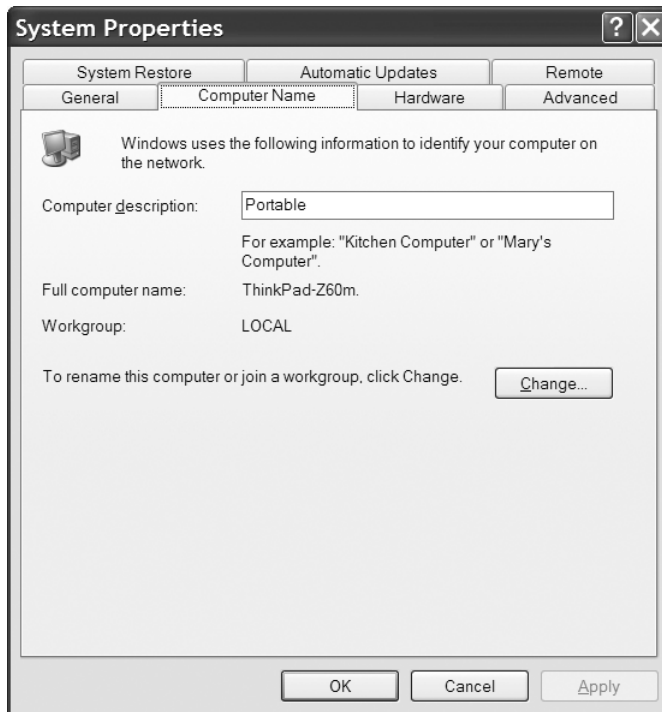 System Properties
?
X
System Restore
Automatic Updates
Remote
General
Computer Name
Hardware
Advanced
Windows uses the following information to identify your computer on
the network.
Computer description:
Portable
For example: "Kitchen Computer" or "Mary's
Computer".
Full computer name:
ThinkPad-Z60m.
Workgroup:
LOCAL
To rename this computer or join a workgroup, click Change.
Change...
OK
Cancel
Apply